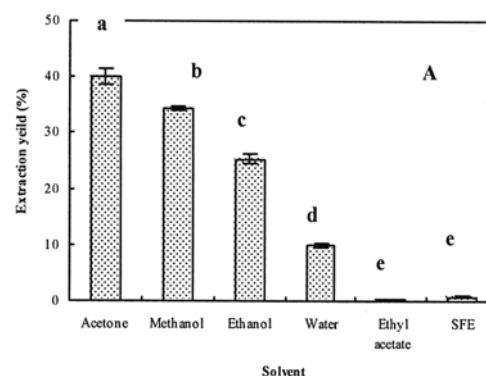 50
40
30
20
10
0
Extraction yeild (%)
a
b
c
d
e
e
A
Acetone
Methanol
Ethanol
Water
Ethyl
acetate
SFE
Solvent